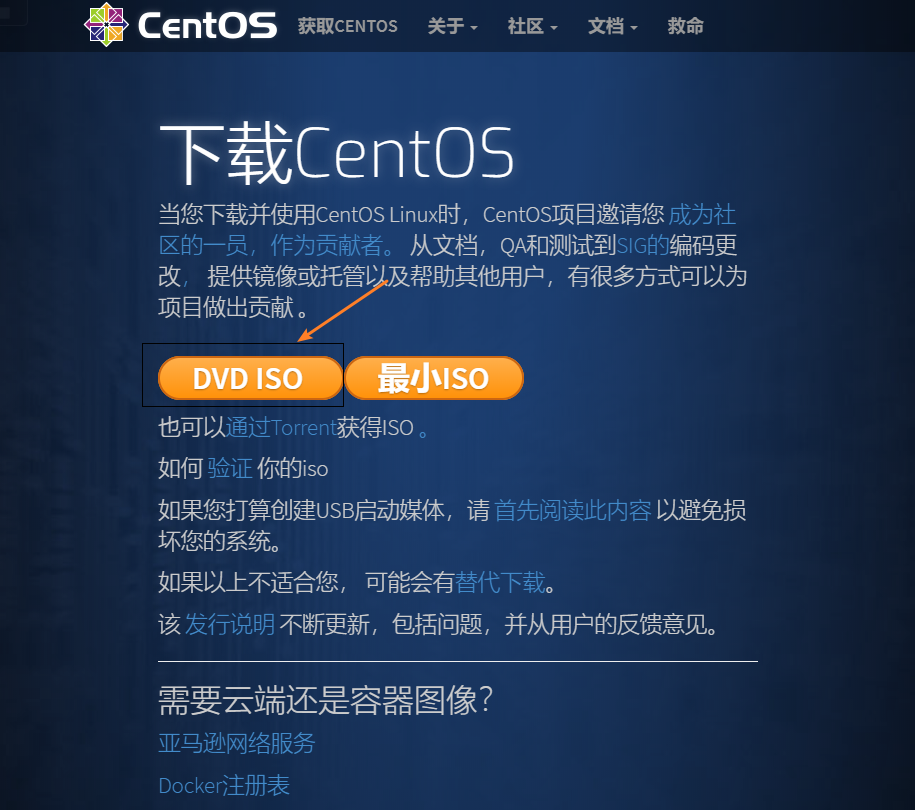 CentOS 获取CENTOS 关于 社区 文档 救命
下载CentOS
当您下载并使用CentOS Linux时，CentOS项目邀请您 成为社
区的一员，作为贡献者。 从文档，QA和测试到SIG的编码更
改， 提供镜像或托管以及帮助其他用户，有很多方式可以为
项目做出贡献 。
DVD ISO 最小ISO
也可以通过Torrent获得ISO 。
如何 验证 你的iso
如果您打算创建USB启动媒体，请 首先阅读此内容 以避免损
坏您的系统。
如果以上不适合您， 可能会有替代下载。
该 发行说明 不断更新，包括问题，并从用户的反馈意见。
需要云端还是容器图像？
亚马逊网络服务
Docker注册表